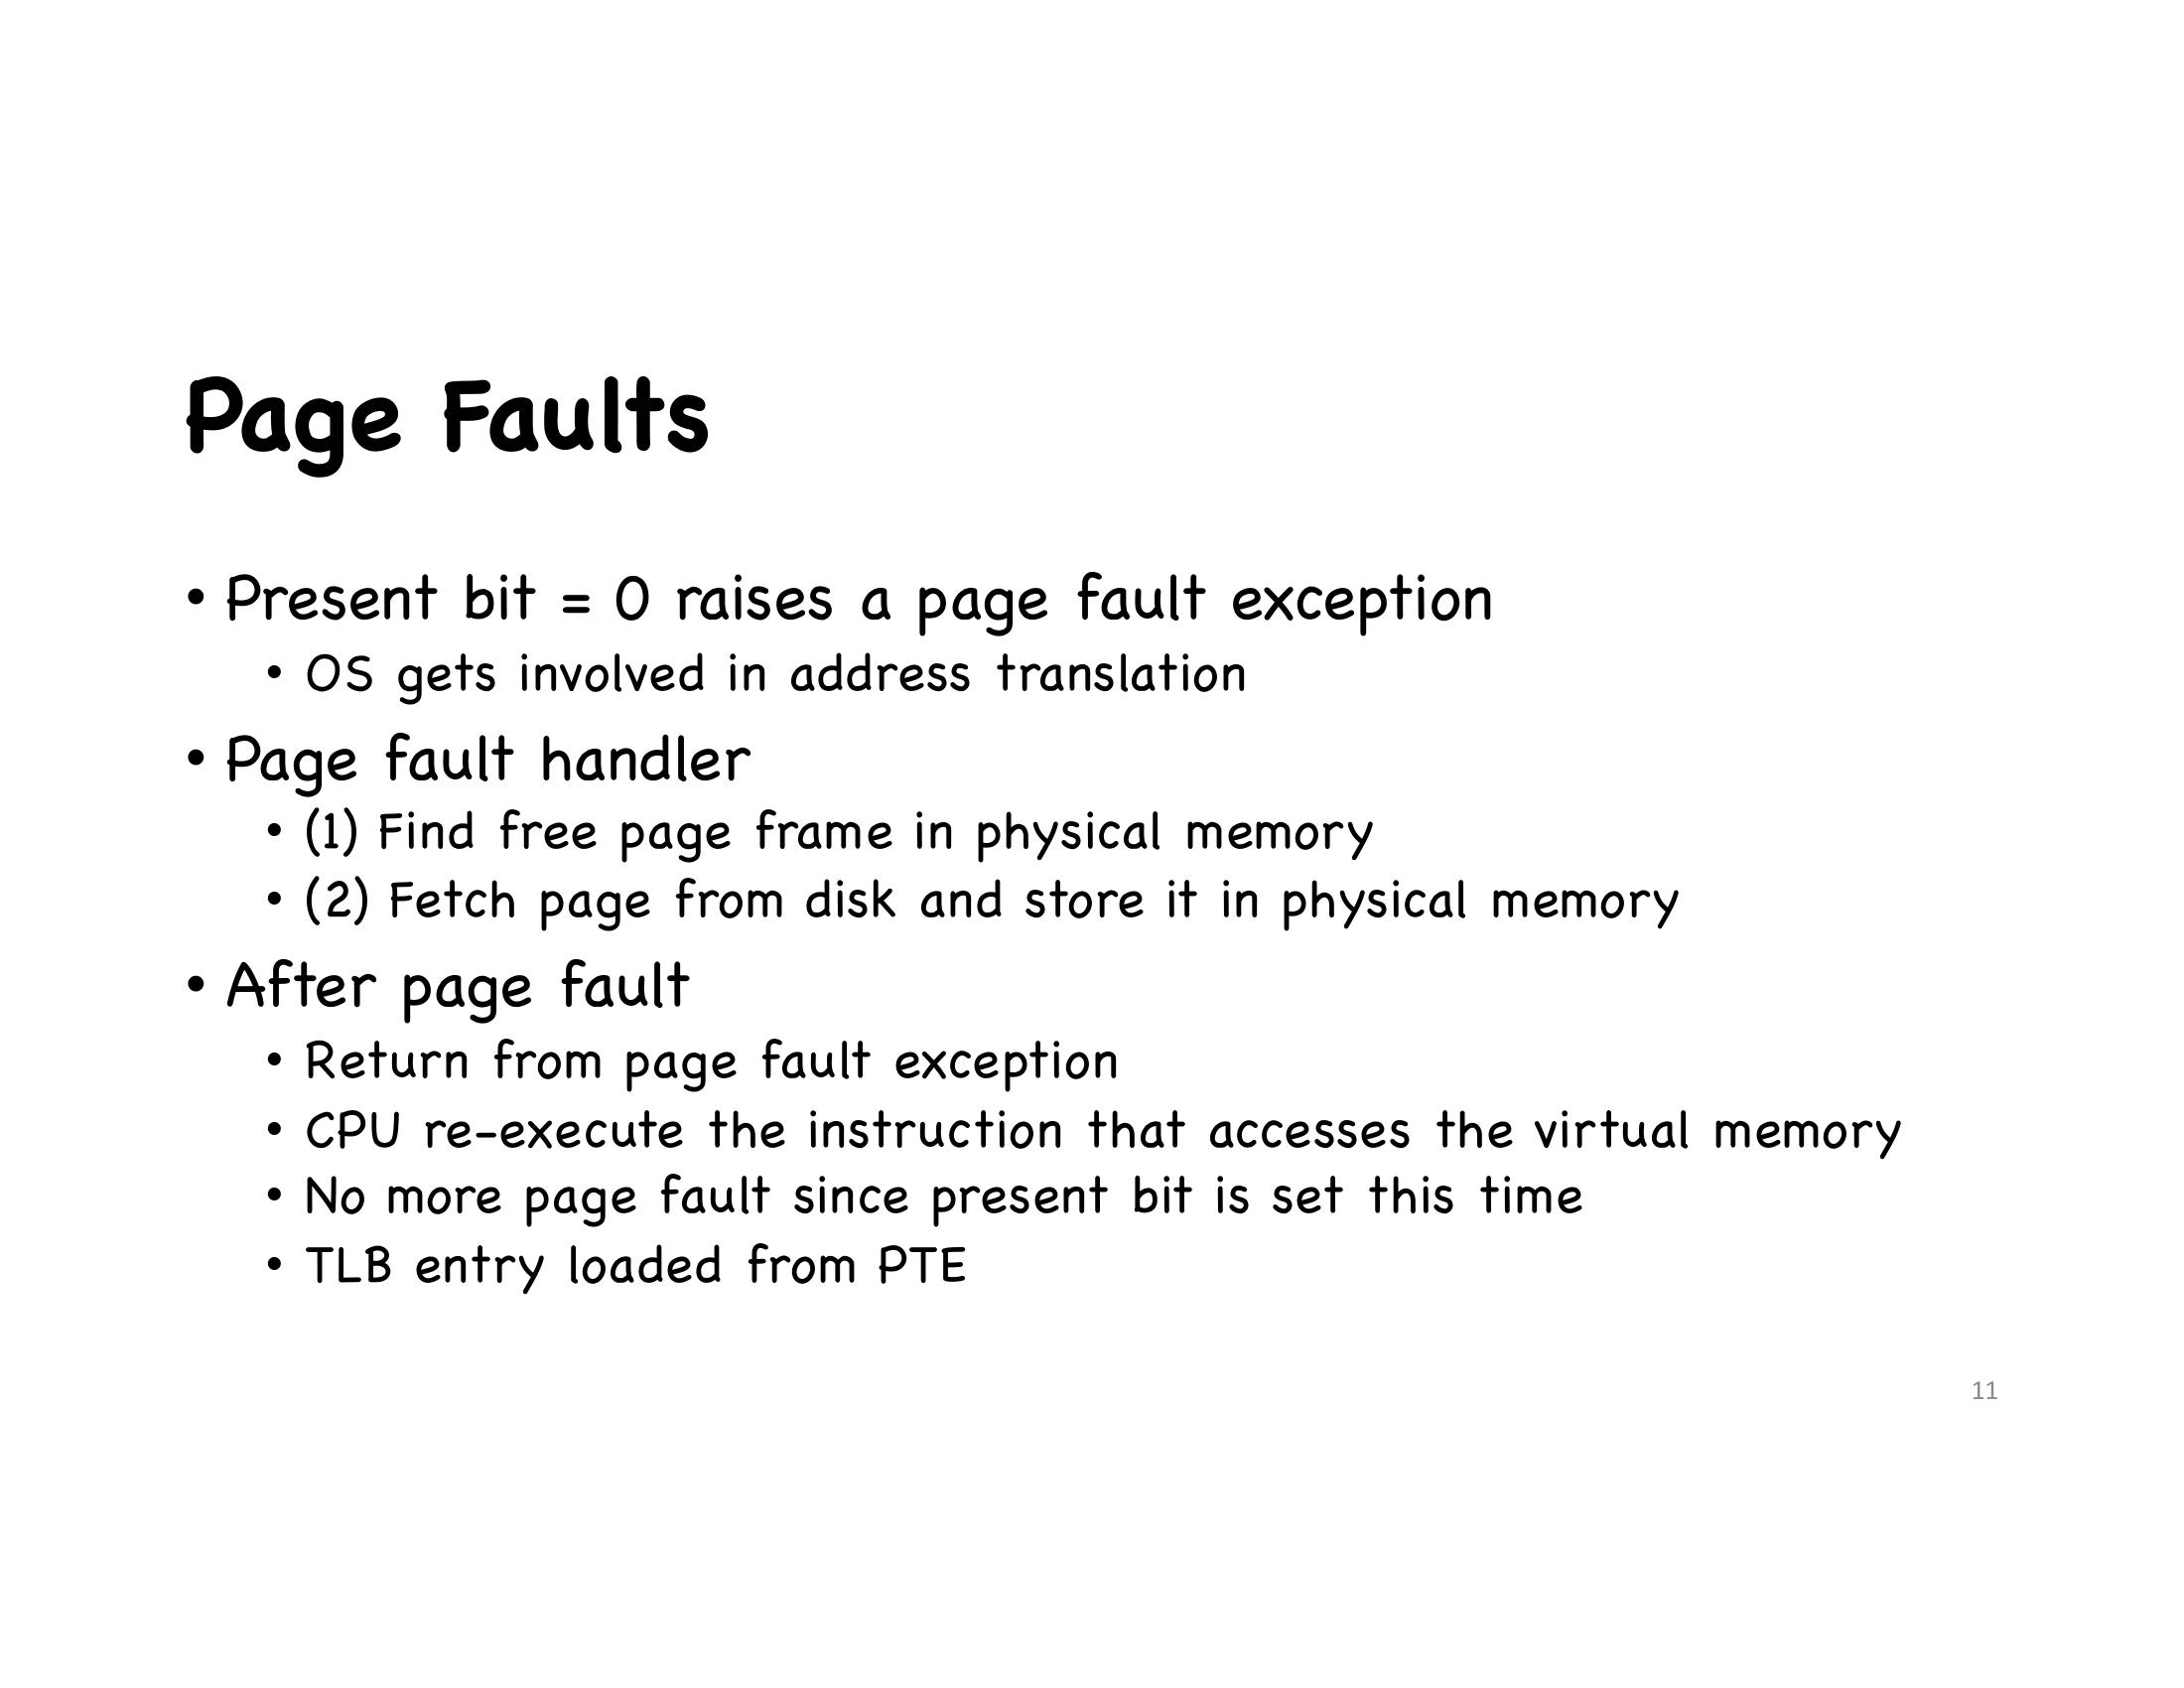 Page Faults
• Present bit = 0 raises a page fault exception
• OS gets involved in address translation
• Page fault handler
• (1) Find free page frame in physical memory
• (2) Fetch page from disk and store it in physical memory
• After page fault
• Return from page fault exception
• CPU re-execute the instruction that accesses the virtual memory
• No more page fault since present bit is set this time
• TLB entry loaded from PTE
11